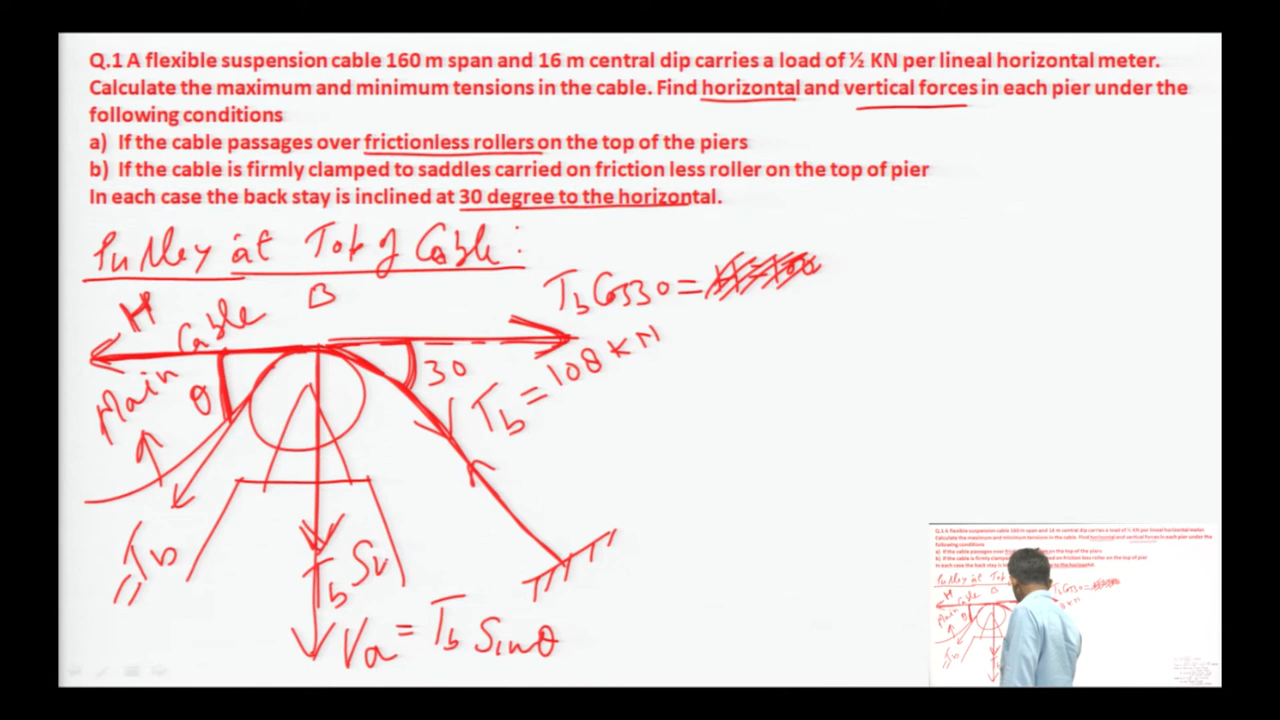 Q.1 A flexible suspension cable 160 m span and 16 m central dip carries a load of ½ KN per lineal horizontal meter.
Calculate the maximum and minimum tensions in the cable. Find horizontal and vertical forces in each pier under the
following conditions
a) If the cable passages over frictionless rollers on the top of the piers
b) If the cable is firmly clamped to saddles carried on friction less roller on the top of pier
In each case the back stay is inclined at 30 degree to the horizontal.
Pulley at Top of Cable:
H
B
Tb Cos30 =
Main Cable
θ
30
Tb = 108 KN
Tb
Tb S
Va = Tb Sinθ